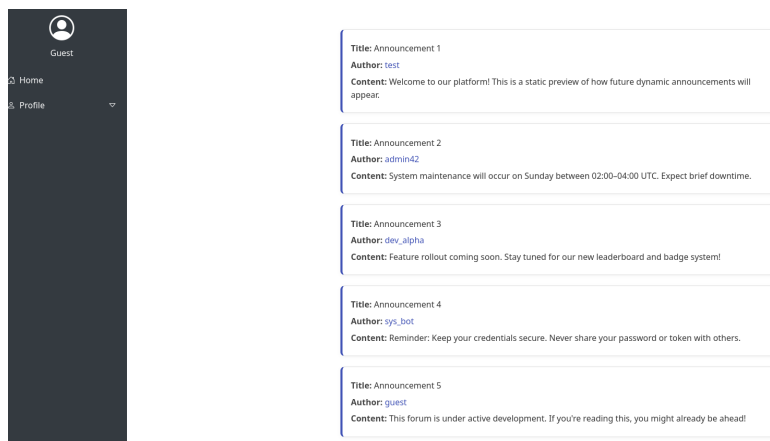 Guest
Home
Profile
Title: Announcement 1
Author: test
Content: Welcome to our platform! This is a static preview of how future dynamic announcements will
appear.
Title: Announcement 2
Author: admin42
Content: System maintenance will occur on Sunday between 02:00–04:00 UTC. Expect brief downtime.
Title: Announcement 3
Author: dev_alpha
Content: Feature rollout coming soon. Stay tuned for our new leaderboard and badge system!
Title: Announcement 4
Author: sys_bot
Content: Reminder: Keep your credentials secure. Never share your password or token with others.
Title: Announcement 5
Author: guest
Content: This forum is under active development. If you're reading this, you might already be ahead!